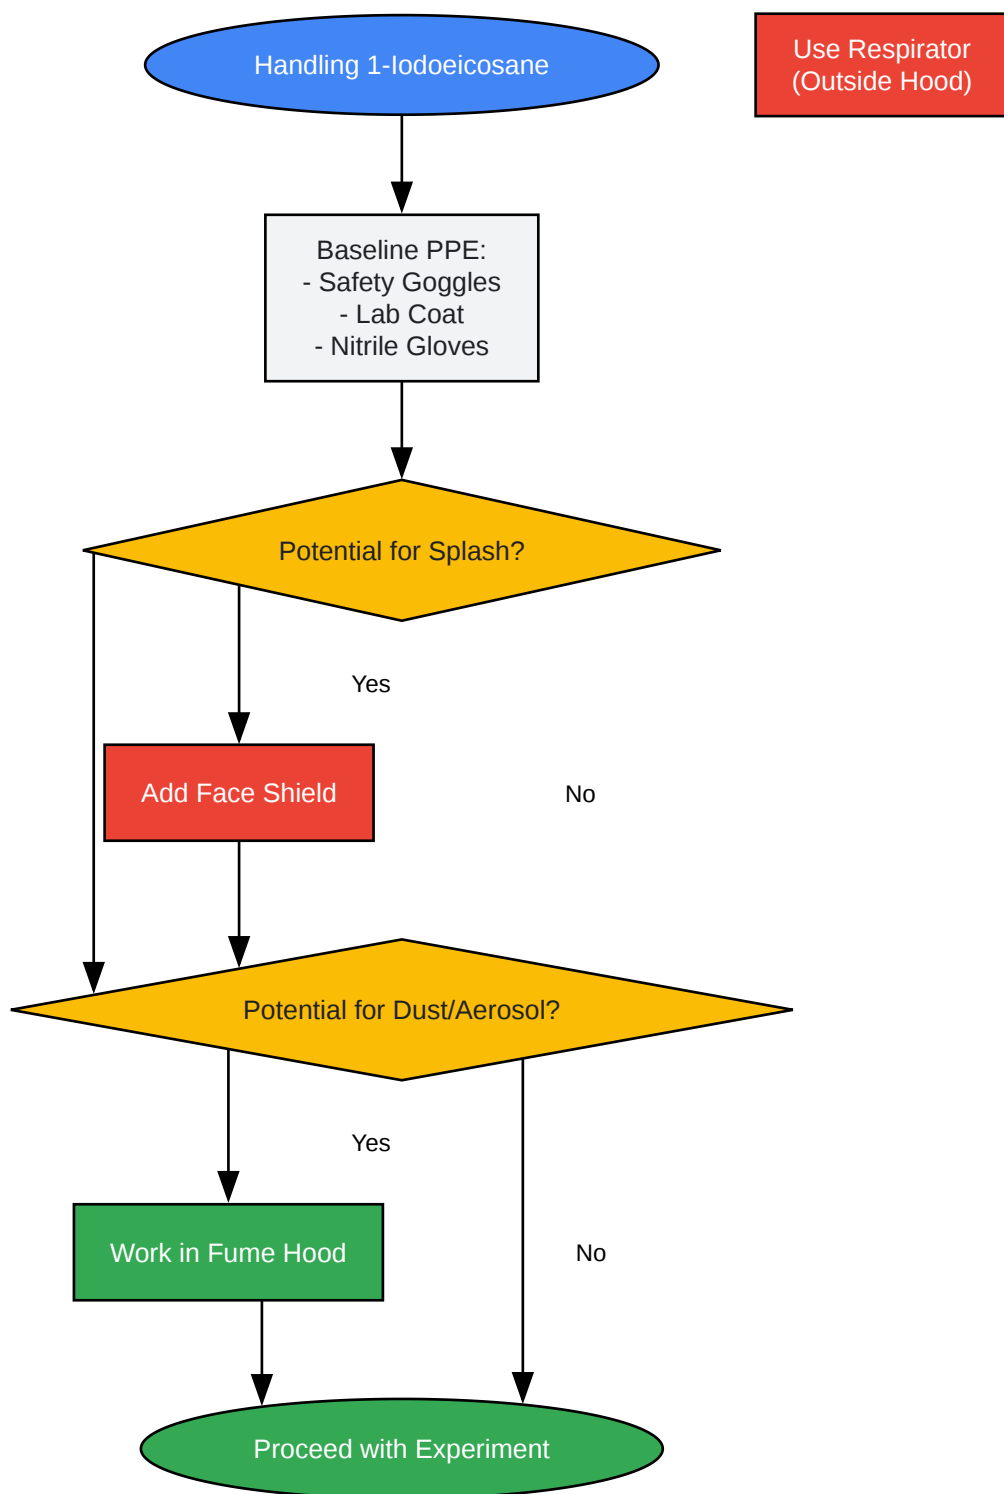 Handling 1-Iodoeicosane
Use Respirator
(Outside Hood)
Baseline PPE:
- Safety Goggles
- Lab Coat
- Nitrile Gloves
Potential for Splash?
Yes
Add Face Shield
No
Potential for Dust/Aerosol?
Yes
Work in Fume Hood
No
Proceed with Experiment